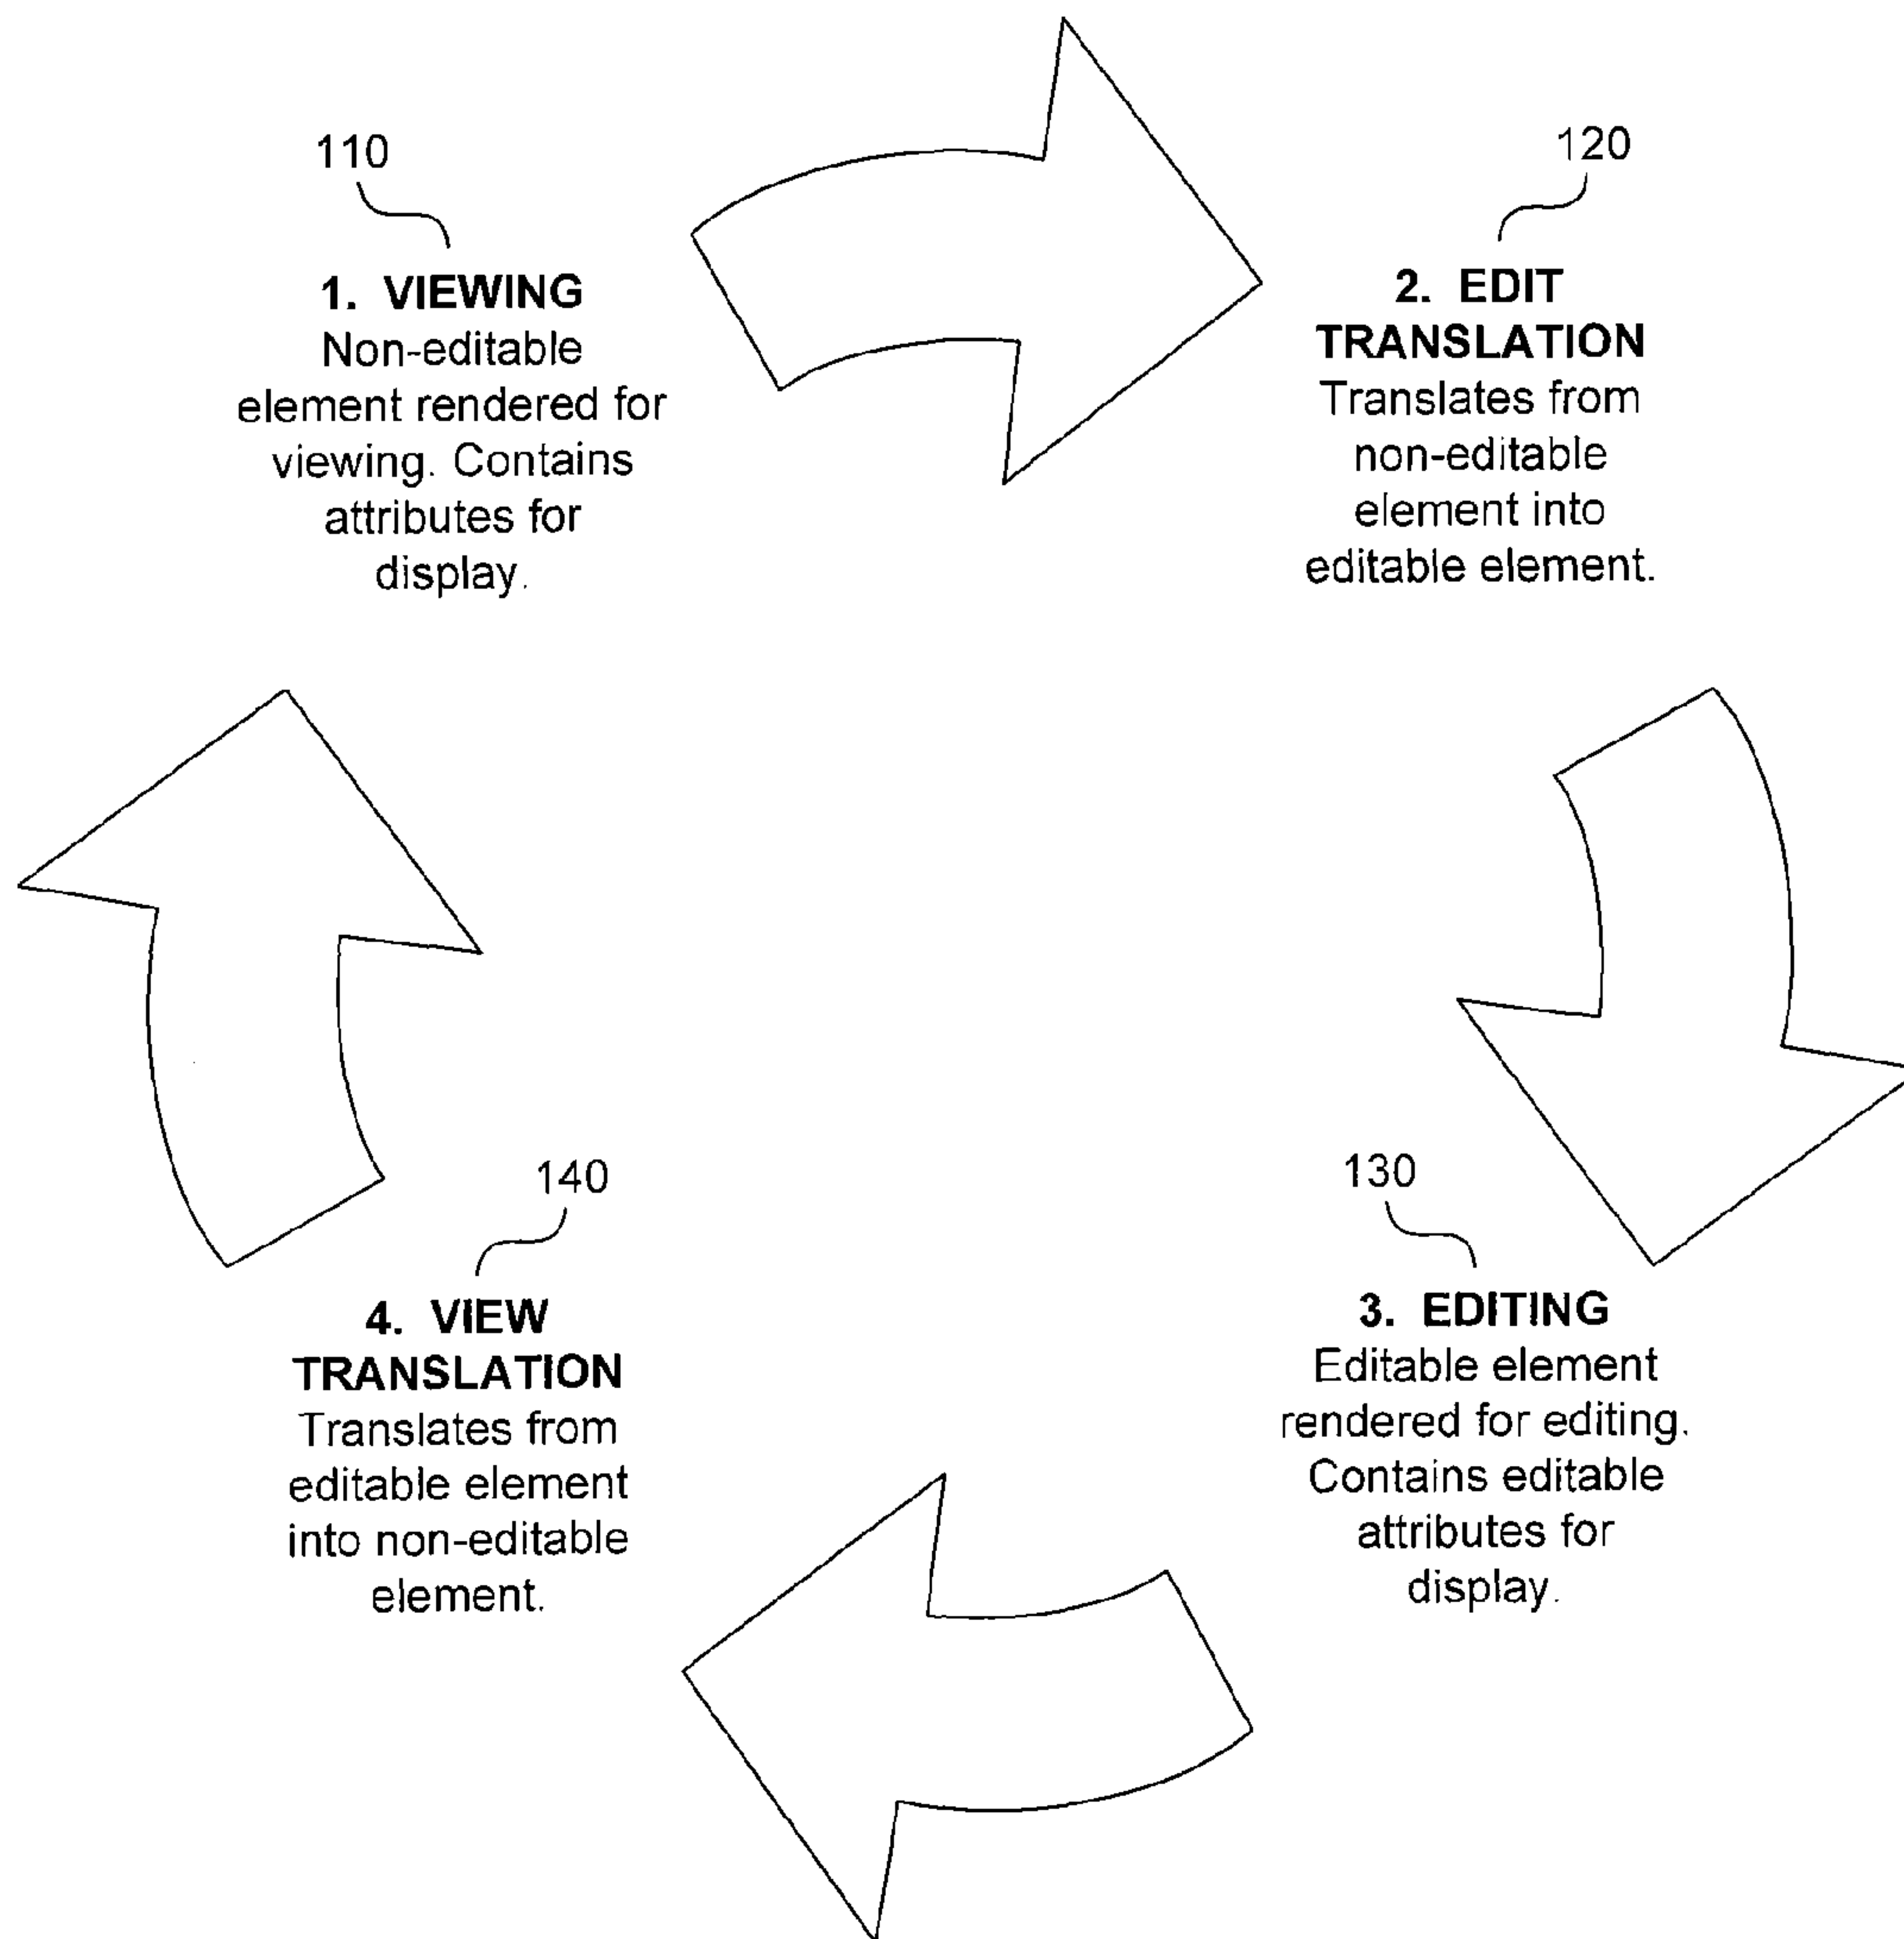 110
1. VIEWING
Non-editable
element rendered for
viewing. Contains
attributes for
display.
120
2. EDIT
TRANSLATION
Translates from
non-editable
element into
editable element.
130
3. EDITING
Editable element
rendered for editing.
Contains editable
attributes for
display.
140
4. VIEW
TRANSLATION
Translates from
editable element
into non-editable
element.